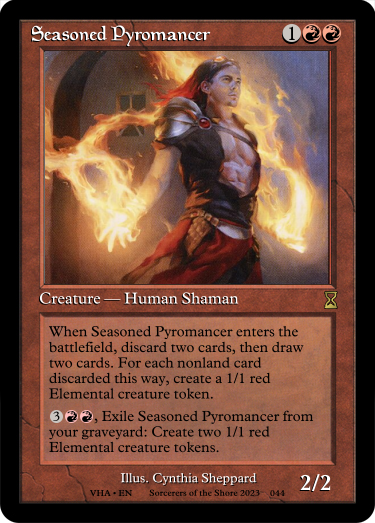 Seasoned Pyromancer 1
Creature — Human Shaman
When Seasoned Pyromancer enters the
battlefield, discard two cards, then draw
two cards. For each nonland card
discarded this way, create a 1/1 red
Elemental creature token.
3, Exile Seasoned Pyromancer from
your graveyard: Create two 1/1 red
Elemental creature tokens.
Illus. Cynthia Sheppard
2/2
VHA • EN Sorcerers of the Shore 2023 044